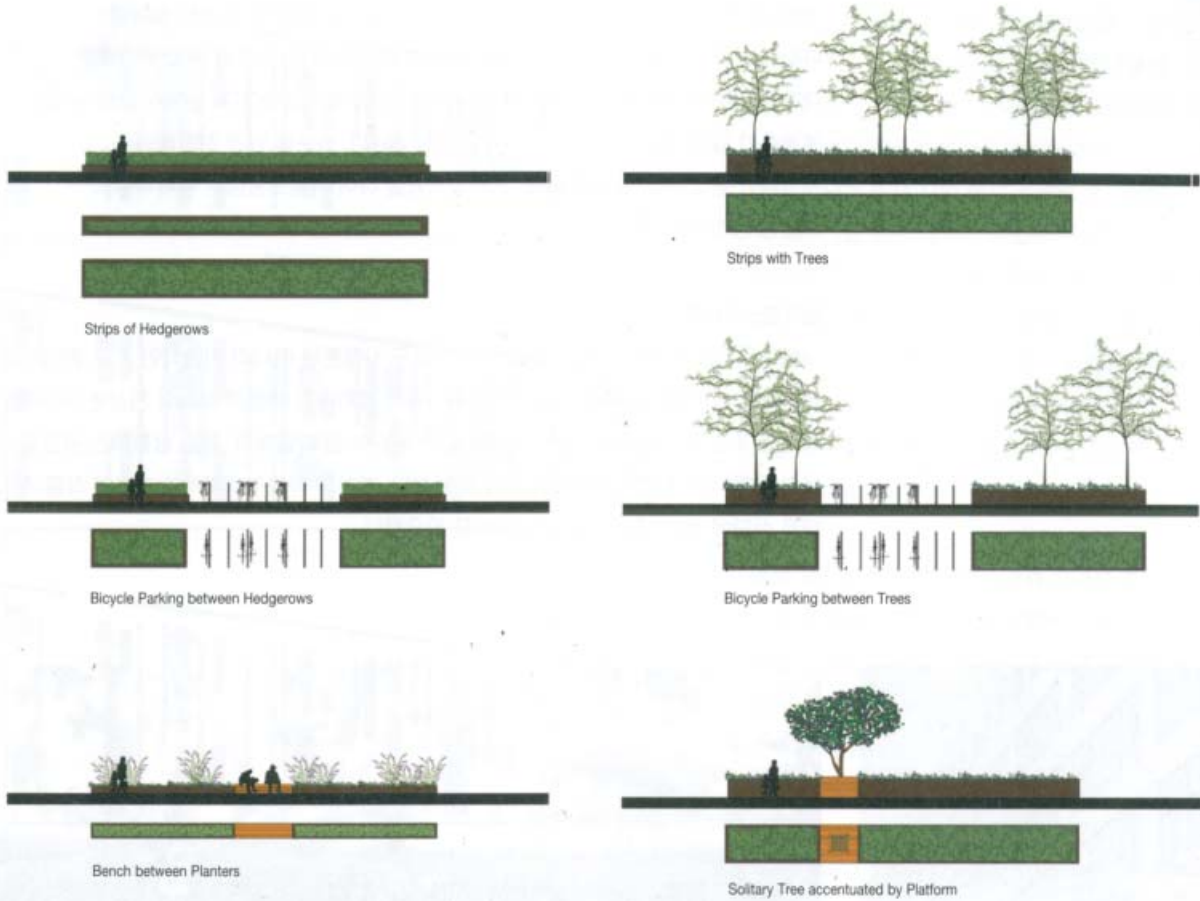 Strips of Hedgerows
Strips with Trees
Bicycle Parking between Hedgerows
Bicycle Parking between Trees
Bench between Planters
Solitary Tree accentuated by Platform